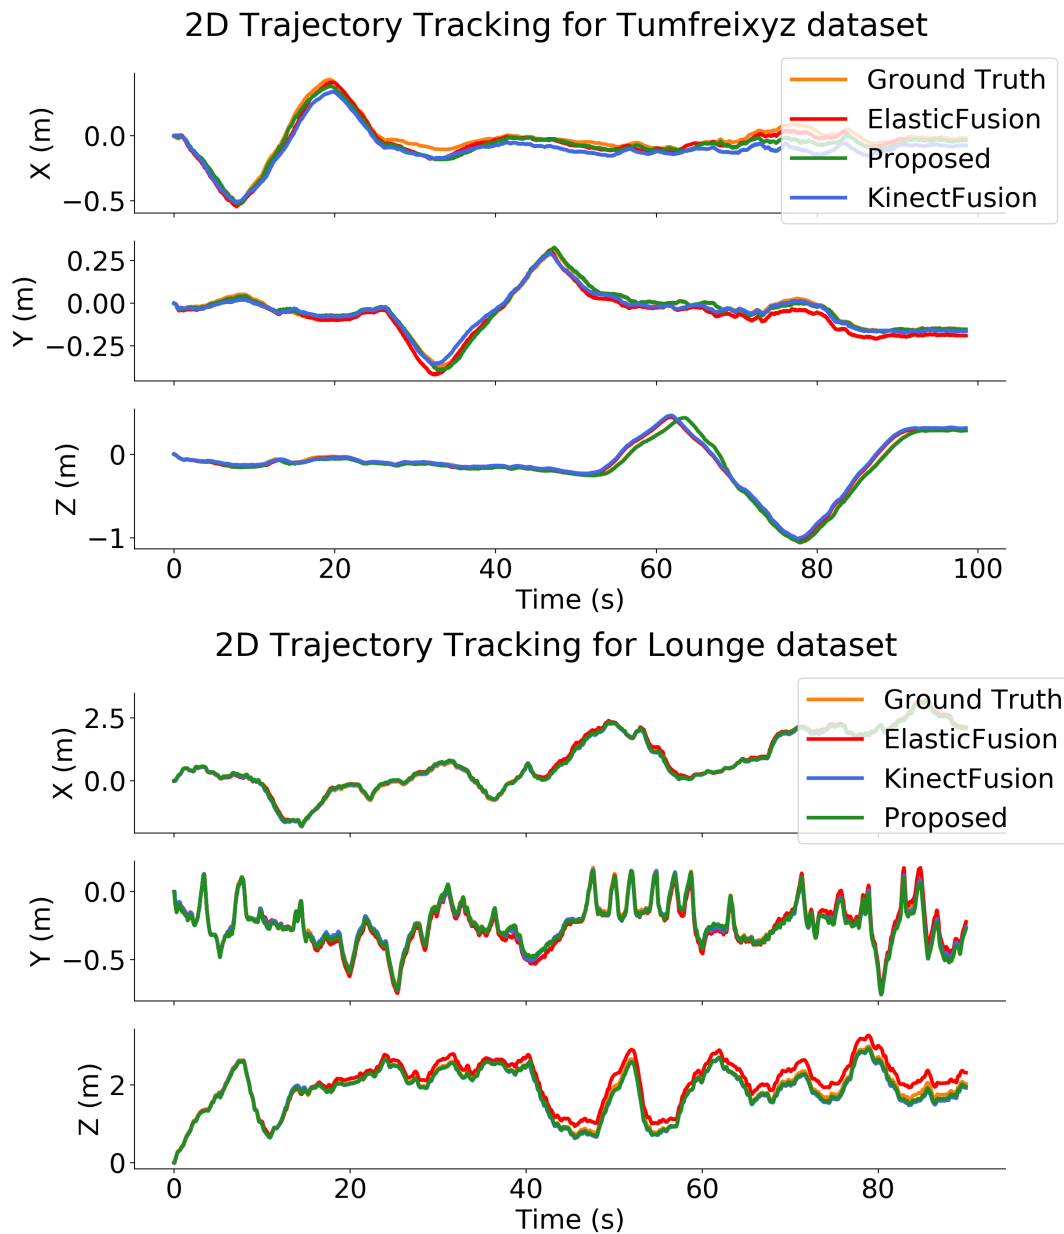 2D Trajectory Tracking for Tumfreixyz dataset
Ground Truth
ElasticFusion
Proposed
KinectFusion
X (m)
0.0
−0.5
Y (m)
0.25
0.00
−0.25
Z (m)
0
−1
0 20 40 60 80 100
Time (s)
2D Trajectory Tracking for Lounge dataset
Ground Truth
ElasticFusion
KinectFusion
Proposed
X (m)
2.5
0.0
Y (m)
0.0
−0.5
Z (m)
2
0
0 20 40 60 80
Time (s)